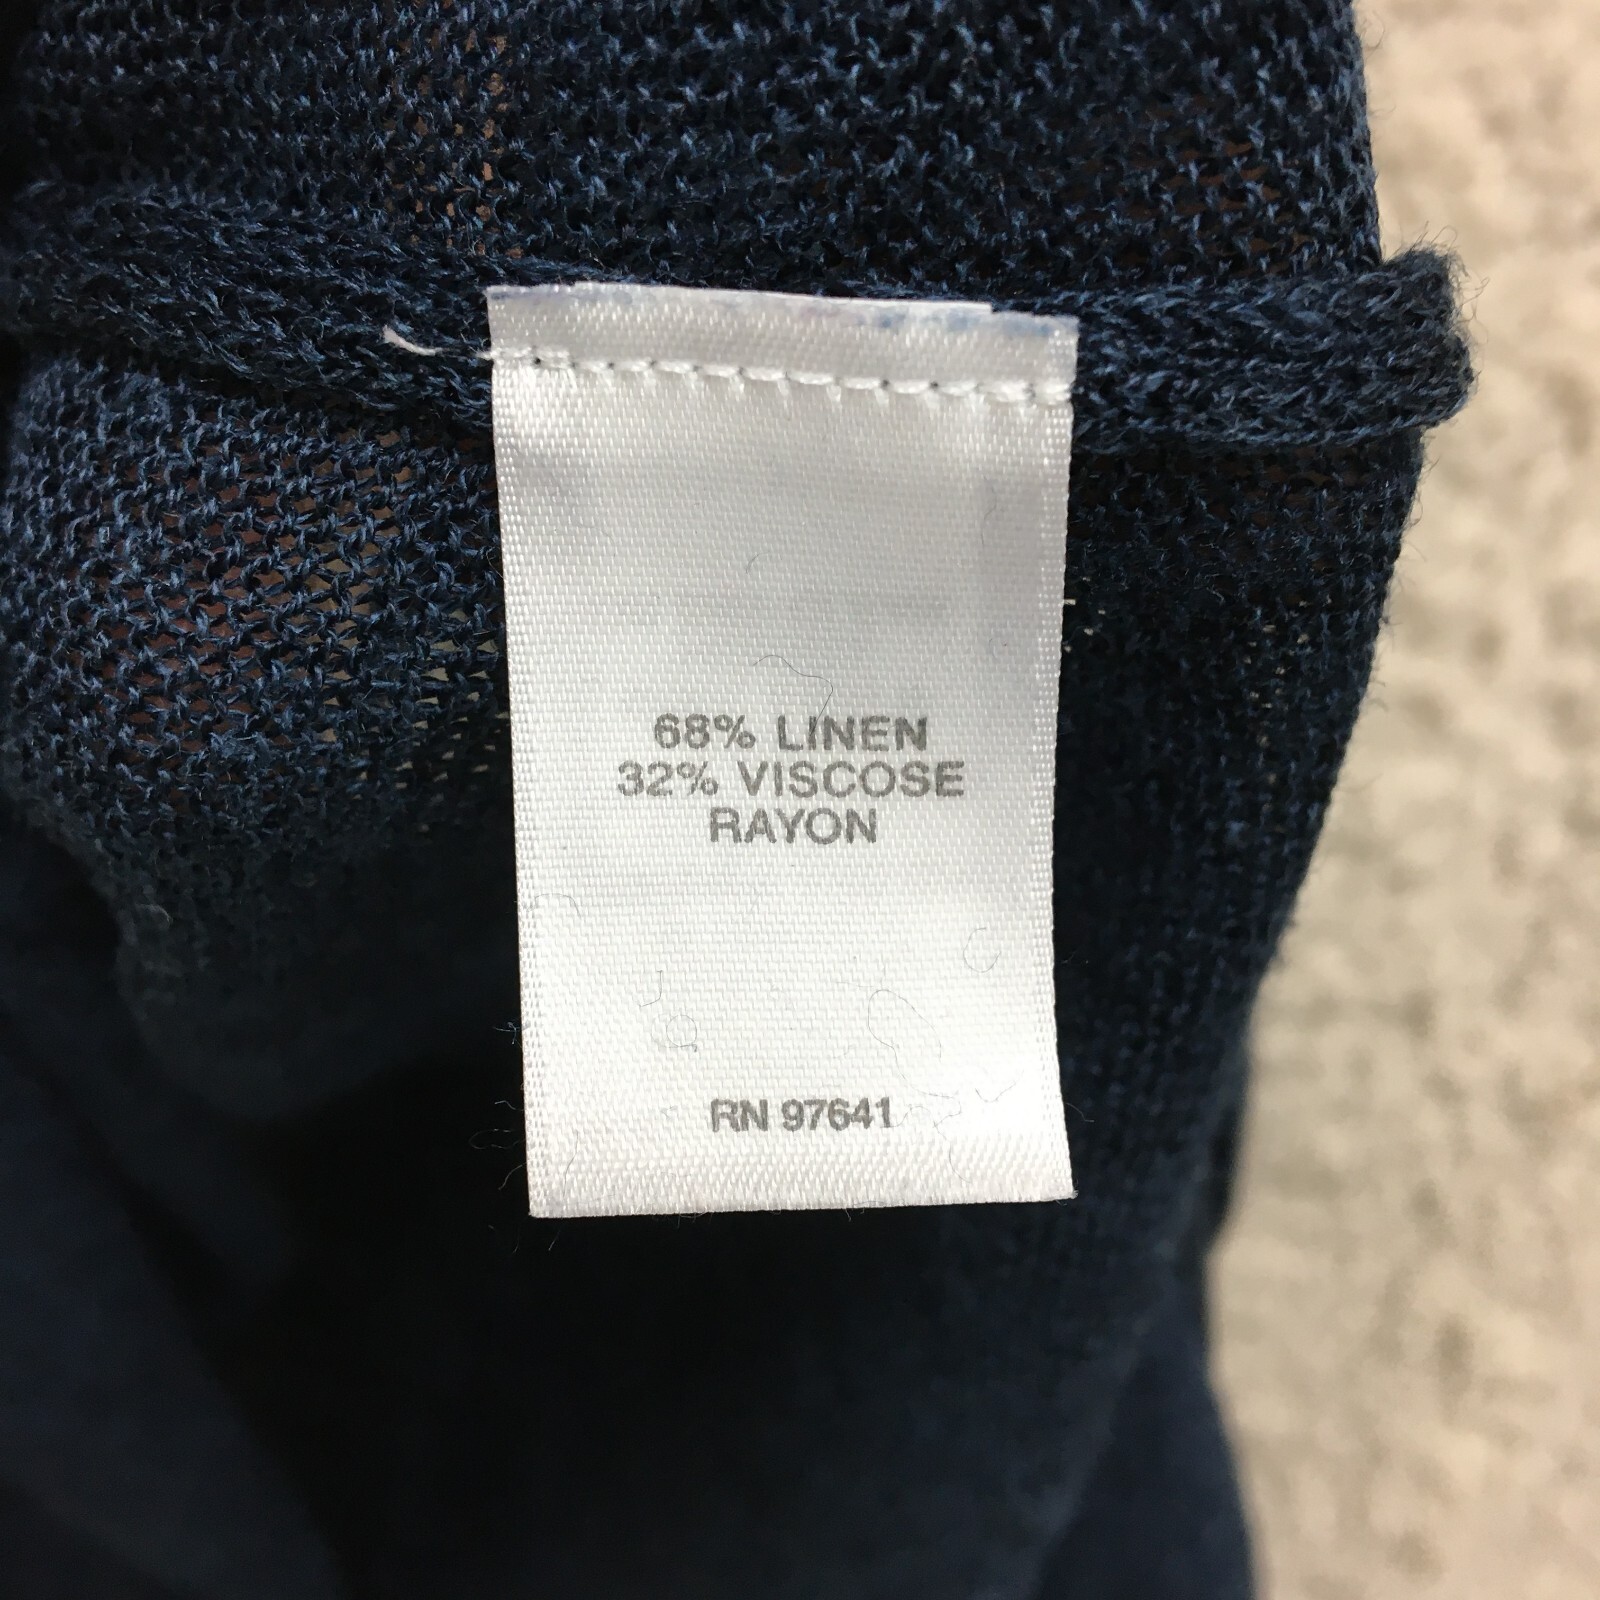 68% LINEN
32% VISCOSE
RAYON
RN 97641